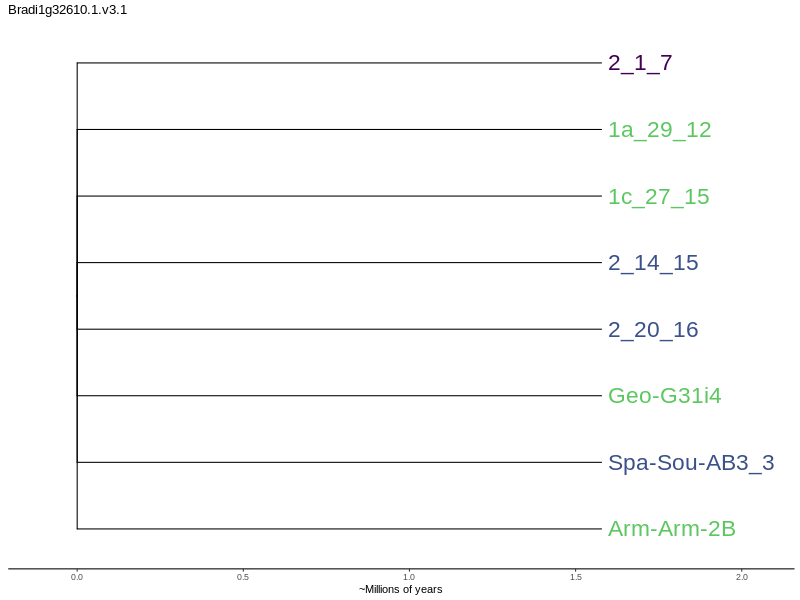 Bradi1g32610.1.v3.1
2_1_7
1a_29_12
1c_27_15
2_14_15
2_20_16
Geo-G31i4
Spa-Sou-AB3_3
Arm-Arm-2B
0.0 0.5 1.0 1.5 2.0
~Millions of years